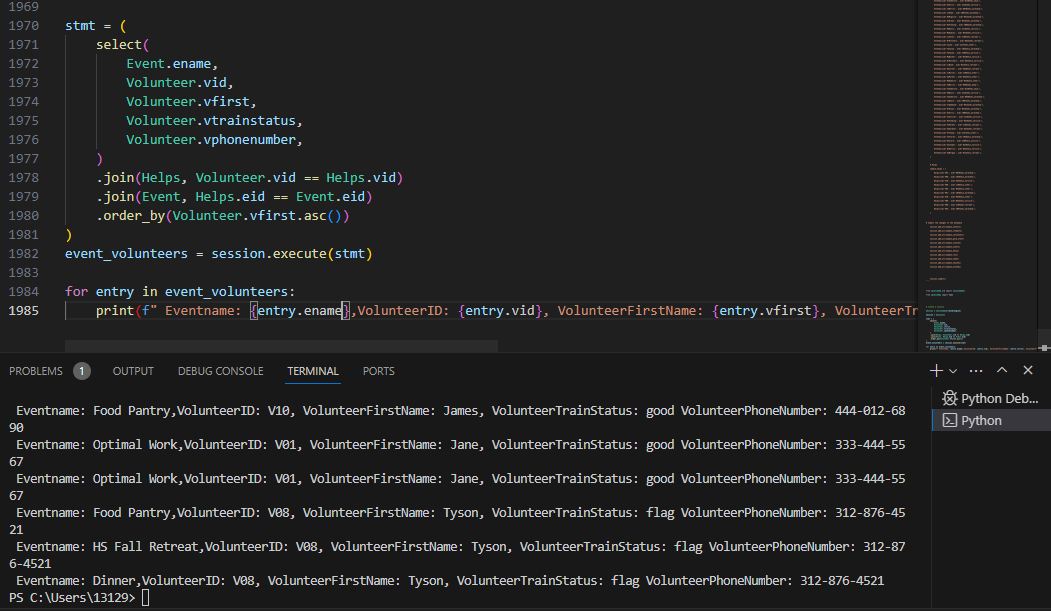 1969
1970 stmt = (
1971 select(
1972 Event.ename,
1973 Volunteer.vid,
1974 Volunteer.vfirst,
1975 Volunteer.vtrainstatus,
1976 Volunteer.vphonenumber,
1977 )
1978 .join(Helps, Volunteer.vid == Helps.vid)
1979 .join(Event, Helps.eid == Event.eid)
1980 .order_by(Volunteer.vfirst.asc())
1981 )
1982 event_volunteers = session.execute(stmt)
1983
1984 for entry in event_volunteers:
1985 print(f" Eventname: {entry.ename},VolunteerID: {entry.vid}, VolunteerFirstName: {entry.vfirst}, VolunteerTr
PROBLEMS 1 OUTPUT DEBUG CONSOLE TERMINAL PORTS
Eventname: Food Pantry,VolunteerID: V10, VolunteerFirstName: James, VolunteerTrainStatus: good VolunteerPhoneNumber: 444-012-68
90
Eventname: Optimal Work,VolunteerID: V01, VolunteerFirstName: Jane, VolunteerTrainStatus: good VolunteerPhoneNumber: 333-444-55
67
Eventname: Optimal Work,VolunteerID: V01, VolunteerFirstName: Jane, VolunteerTrainStatus: good VolunteerPhoneNumber: 333-444-55
67
Eventname: Food Pantry,VolunteerID: V08, VolunteerFirstName: Tyson, VolunteerTrainStatus: flag VolunteerPhoneNumber: 312-876-45
21
Eventname: HS Fall Retreat,VolunteerID: V08, VolunteerFirstName: Tyson, VolunteerTrainStatus: flag VolunteerPhoneNumber: 312-87
6-4521
Eventname: Dinner,VolunteerID: V08, VolunteerFirstName: Tyson, VolunteerTrainStatus: flag VolunteerPhoneNumber: 312-876-4521
PS C:\Users\13129>
Python Deb...
Python